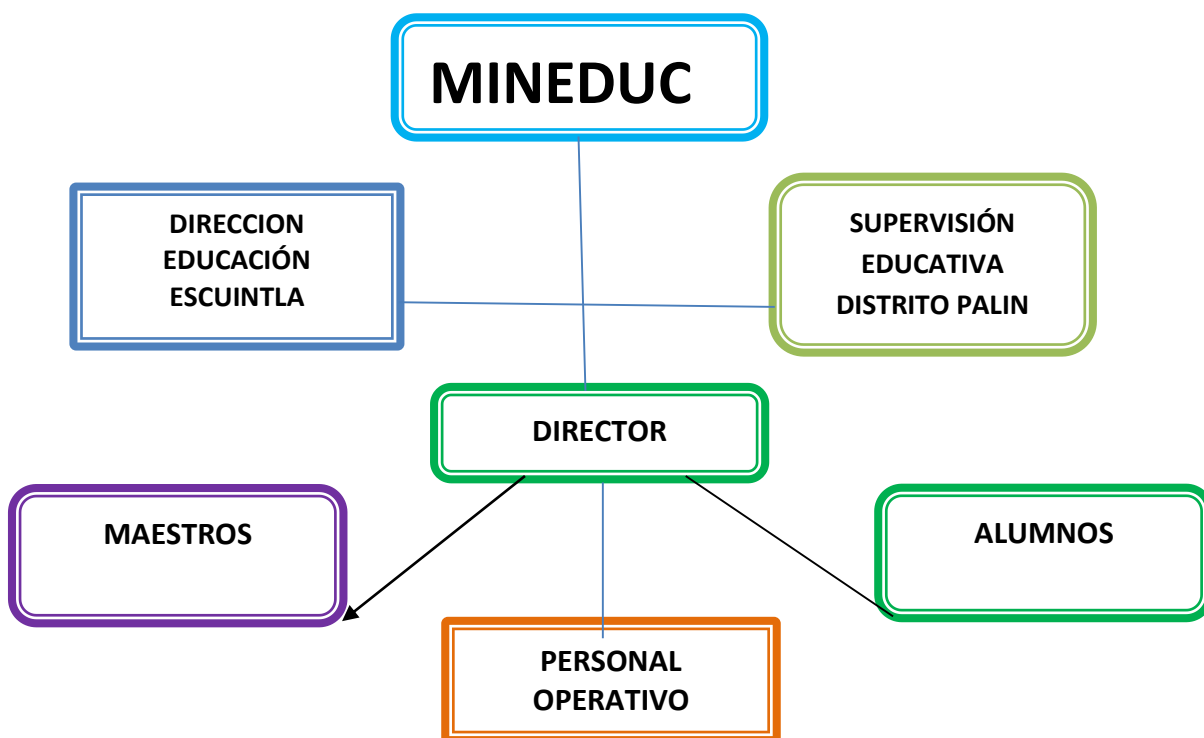 MINEDUC
DIRECCION
EDUCACIÓN
ESCUINTLA
SUPERVISIÓN
EDUCATIVA
DISTRITO PALIN
DIRECTOR
MAESTROS
ALUMNOS
PERSONAL
OPERATIVO